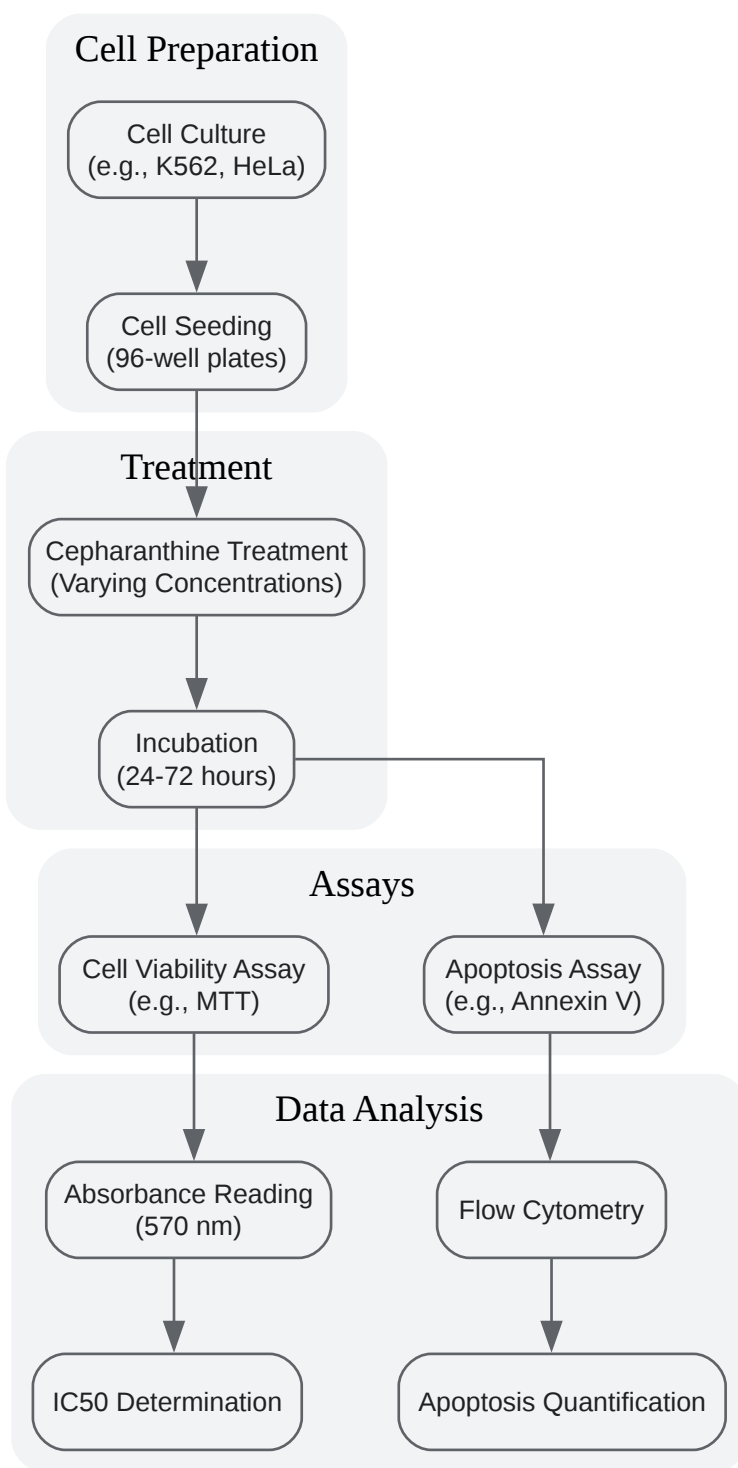 Cell Preparation
Cell Culture
(e.g., K562, HeLa)
Cell Seeding
(96-well plates)
Treatment
Cepharanthine Treatment
(Varying Concentrations)
Incubation
(24-72 hours)
Assays
Cell Viability Assay
(e.g., MTT)
Apoptosis Assay
(e.g., Annexin V)
Data Analysis
Absorbance Reading
(570 nm)
Flow Cytometry
IC50 Determination
Apoptosis Quantification